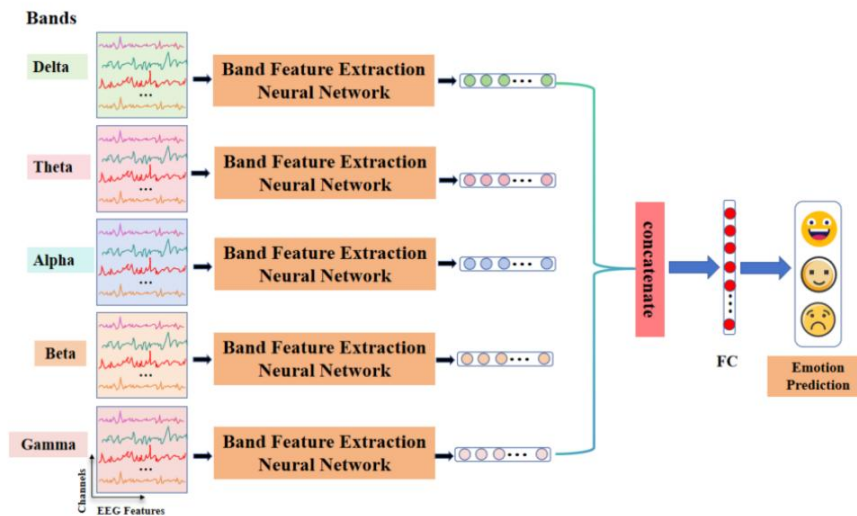 Bands
Delta
Band Feature Extraction
Neural Network
Theta
Band Feature Extraction
Neural Network
Alpha
Band Feature Extraction
Neural Network
Beta
Band Feature Extraction
Neural Network
Gamma
Band Feature Extraction
Neural Network
Channels
EEG Features
concatenate
FC
Emotion
Prediction